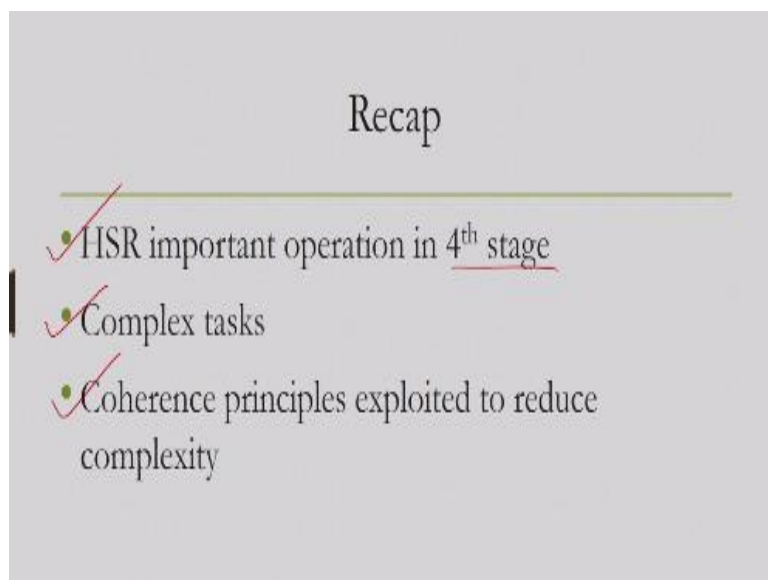 Recap
• HSR important operation in 4th stage
• Complex tasks
• Coherence principles exploited to reduce
complexity